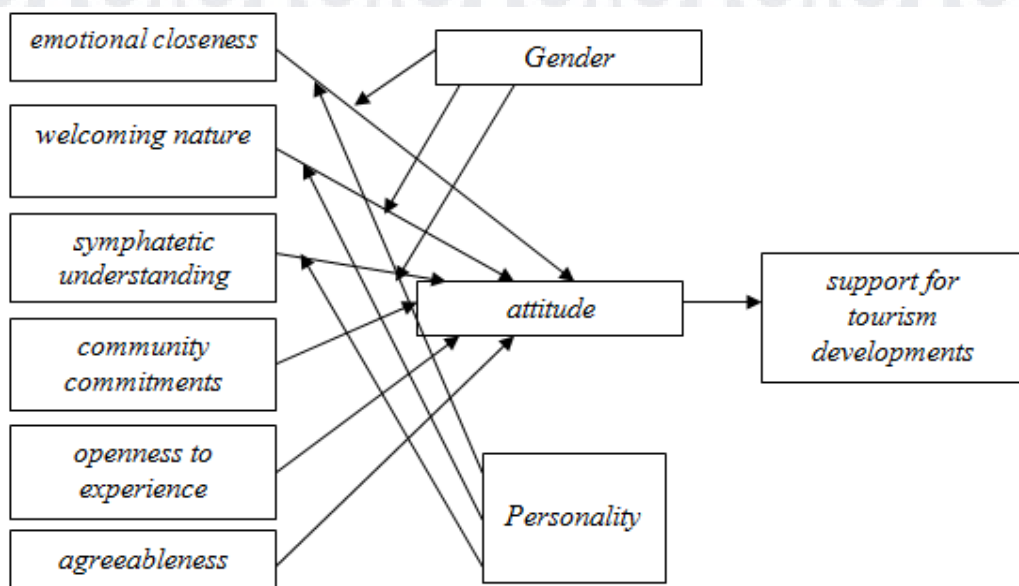 emotional closeness
Gender
welcoming nature
symphatetic
understanding
attitude
support for
tourism
developments
community
commitments
openness to
experience
Personality
agreeableness